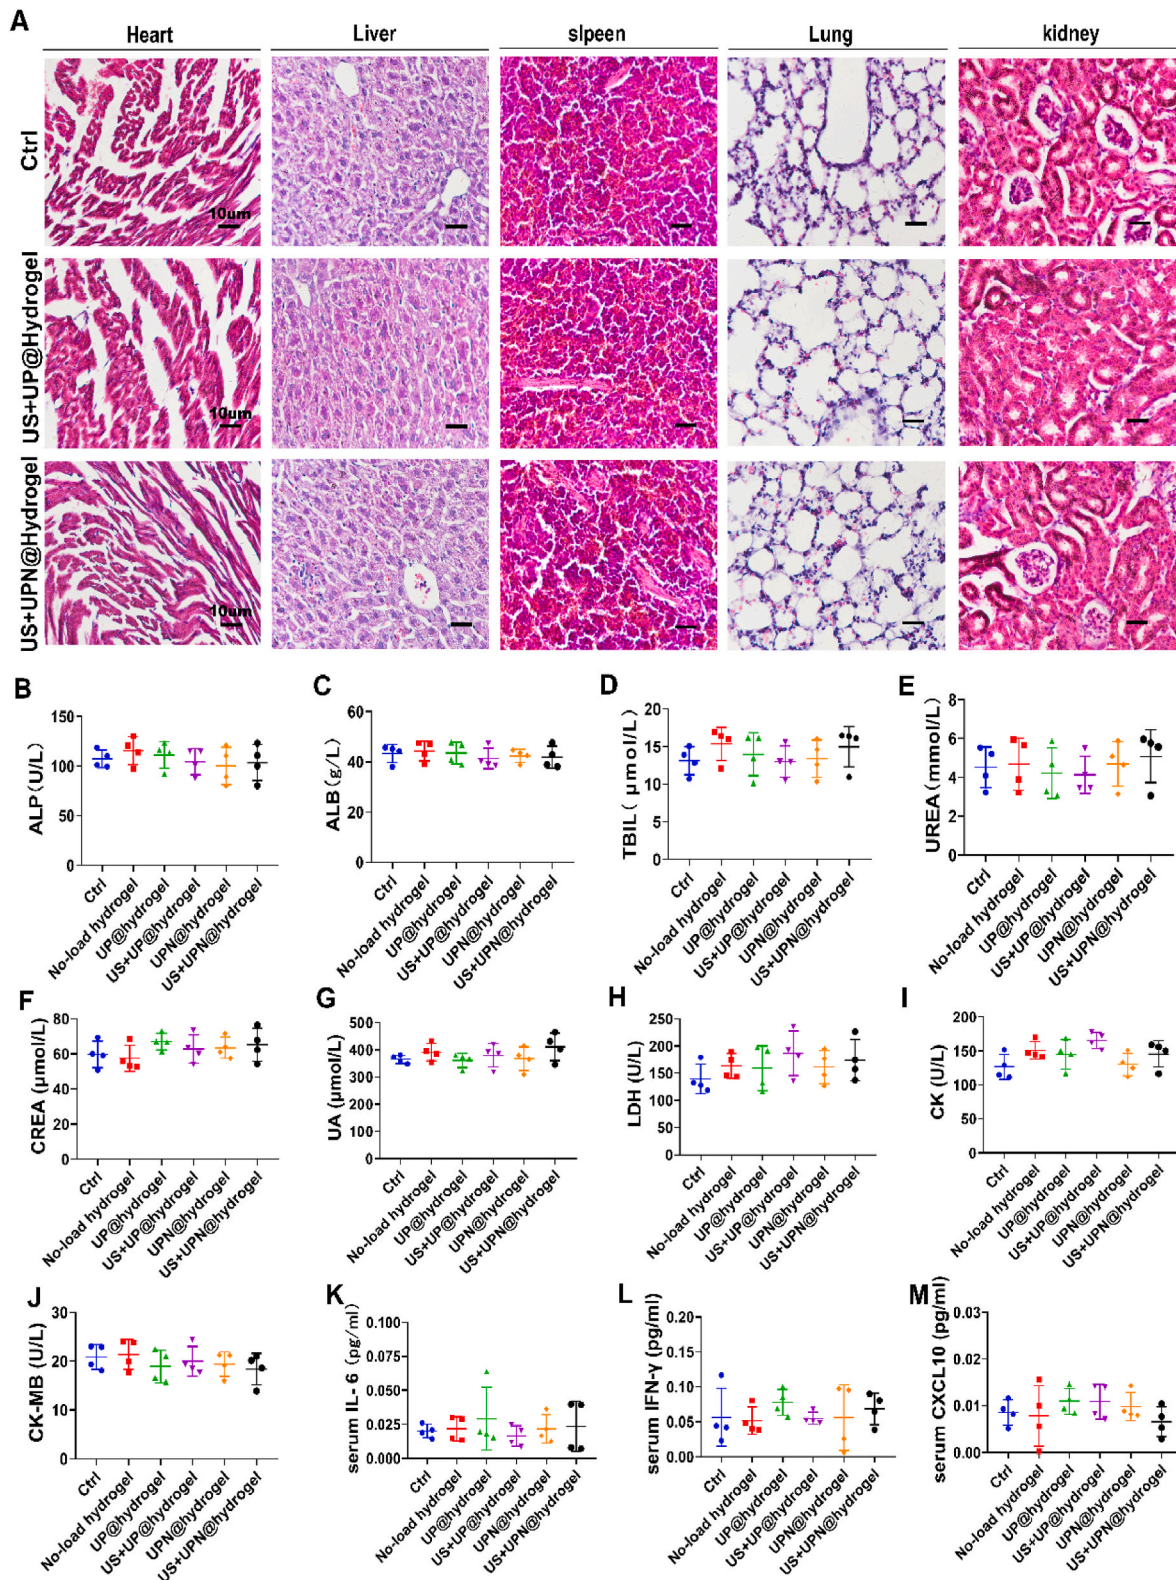 A
Heart Liver slpeen Lung kidney
Ctrl
10um
US+UP@Hydrogel
10um
US+UPN@Hydrogel
10um
B
ALP (U/L)
150
100
50
0
Ctrl
No-load hydrogel
UP@hydrogel
US+UP@hydrogel
UPN@hydrogel
US+UPN@hydrogel
C
ALB (g/L)
60
40
20
0
Ctrl
No-load hydrogel
UP@hydrogel
US+UP@hydrogel
UPN@hydrogel
US+UPN@hydrogel
D
TBIL ( μmol/L)
20
15
10
5
0
Ctrl
No-load hydrogel
UP@hydrogel
US+UP@hydrogel
UPN@hydrogel
US+UPN@hydrogel
E
UREA (mmol/L)
8
6
4
2
0
Ctrl
No-load hydrogel
UP@hydrogel
US+UP@hydrogel
UPN@hydrogel
US+UPN@hydrogel
F
CREA (μmol/L)
80
60
40
20
0
Ctrl
No-load hydrogel
UP@hydrogel
US+UP@hydrogel
UPN@hydrogel
US+UPN@hydrogel
G
UA (μmol/L)
500
400
300
200
100
0
Ctrl
No-load hydrogel
UP@hydrogel
US+UP@hydrogel
UPN@hydrogel
US+UPN@hydrogel
H
LDH (U/L)
250
200
150
100
50
0
Ctrl
No-load hydrogel
UP@hydrogel
US+UP@hydrogel
UPN@hydrogel
US+UPN@hydrogel
I
CK (U/L)
200
150
100
50
0
Ctrl
No-load hydrogel
UP@hydrogel
US+UP@hydrogel
UPN@hydrogel
US+UPN@hydrogel
J
CK-MB (U/L)
30
20
10
0
Ctrl
No-load hydrogel
UP@hydrogel
US+UP@hydrogel
UPN@hydrogel
US+UPN@hydrogel
K
serum IL- 6 (pg/ml)
0.100
0.075
0.050
0.025
0.000
Ctrl
No-load hydrogel
UP@hydrogel
US+UP@hydrogel
UPN@hydrogel
US+UPN@hydrogel
L
serum IFN-γ (pg/ml)
0.20
0.15
0.10
0.05
0.00
Ctrl
No-load hydrogel
UP@hydrogel
US+UP@hydrogel
UPN@hydrogel
US+UPN@hydrogel
M
serum CXCL10 (pg/ml)
0.03
0.02
0.01
0.00
Ctrl
No-load hydrogel
UP@hydrogel
US+UP@hydrogel
UPN@hydrogel
US+UPN@hydrogel